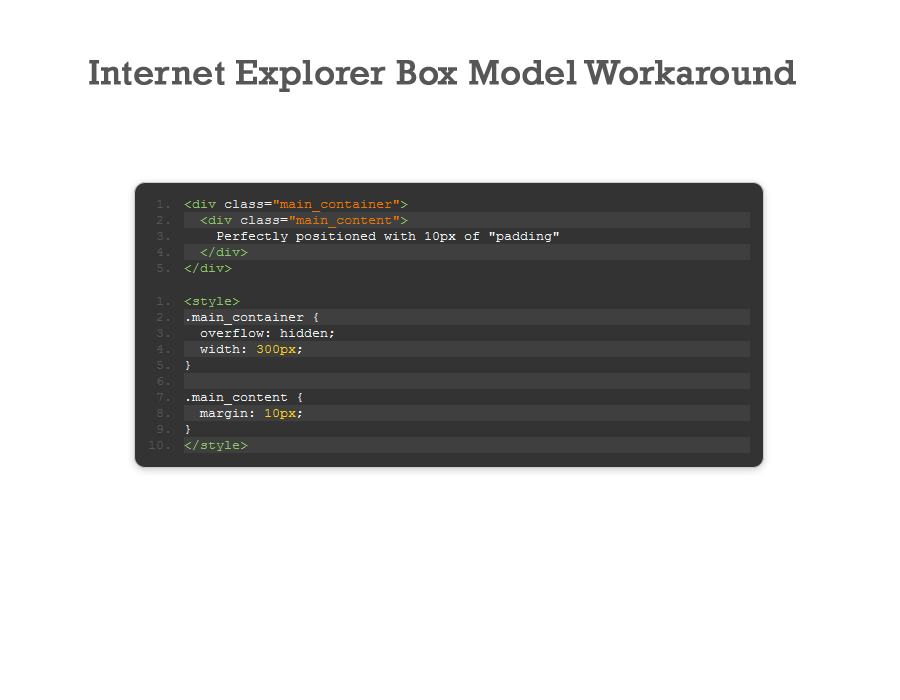 Internet Explorer Box Model Workaround
1. <div class="main_container">
2.   <div class="main_content">
3.     Perfectly positioned with 10px of "padding"
4.   </div>
5. </div>
1. <style>
2. .main_container {
3.   overflow: hidden;
4.   width: 300px;
5. }
6.
7. .main_content {
8.   margin: 10px;
9. }
10. </style>